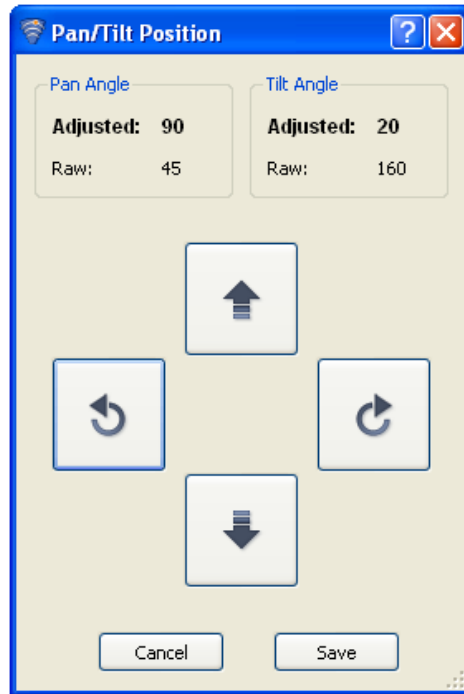 Pan/Tilt Position
Pan Angle
Adjusted: 90
Raw: 45
Tilt Angle
Adjusted: 20
Raw: 160
Cancel
Save